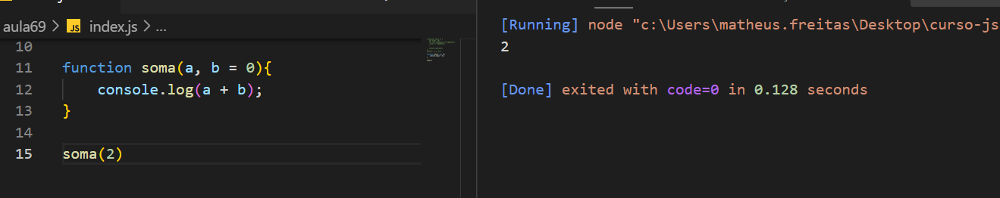 aula69 > JS index.js > ...
10
11 function soma(a, b = 0){
12     console.log(a + b);
13 }
14
15 soma(2)
[Running] node "c:\Users\matheus.freitas\Desktop\curso-js
2
[Done] exited with code=0 in 0.128 seconds